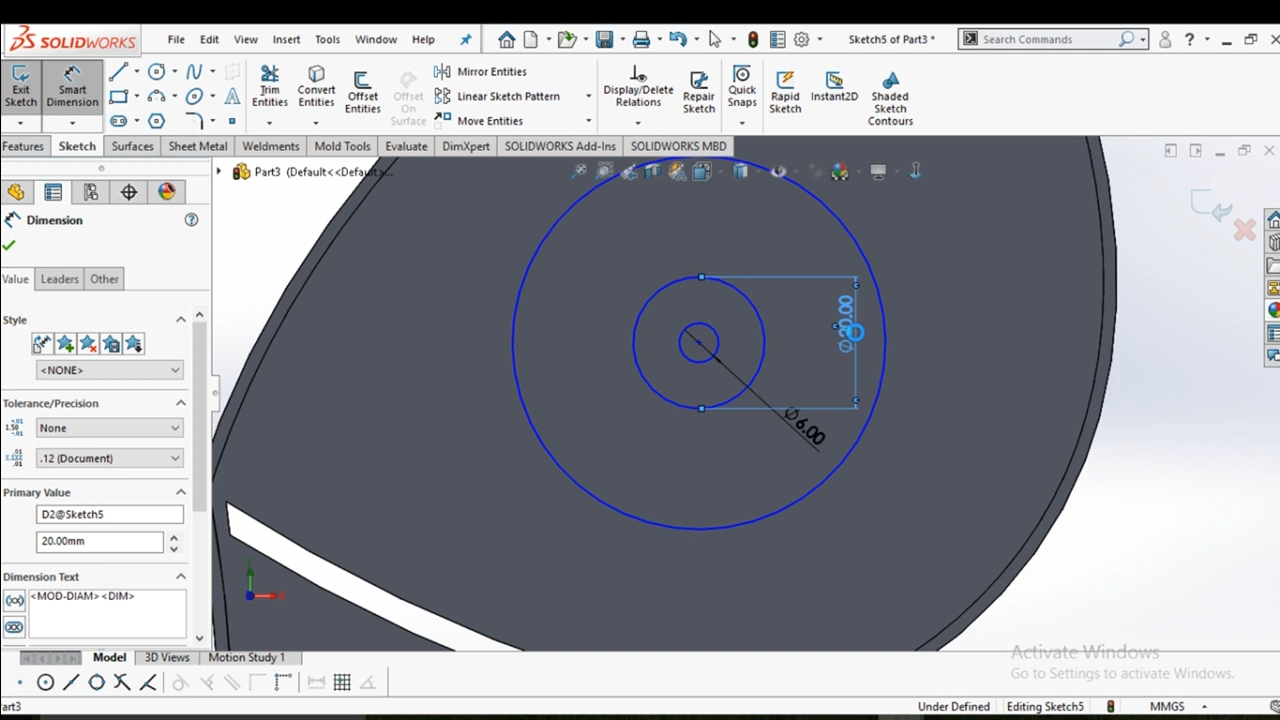 SOLIDWORKS
File Edit View Insert Tools Window Help
Sketch5 of Part3 *
Search Commands
?
Exit Sketch
Smart Dimension
Trim Entities
Convert Entities
Offset Entities
Offset On Surface
Mirror Entities
Linear Sketch Pattern
Move Entities
Display/Delete Relations
Repair Sketch
Quick Snaps
Rapid Sketch
Instant2D
Shaded Sketch Contours
Features Sketch Surfaces Sheet Metal Weldments Mold Tools Evaluate DimXpert SOLIDWORKS Add-Ins SOLIDWORKS MBD
Part3 (Default<<Default>...
Dimension
Value Leaders Other
Style
<NONE>
Tolerance/Precision
None
.12 (Document)
Primary Value
D2@Sketch5
20.00mm
Dimension Text
<MOD-DIAM><DIM>
∅20.00
∅6.00
Activate Windows
Go to Settings to activate Windows.
Model 3D Views Motion Study 1
art3
Under Defined
Editing Sketch5
MMGS